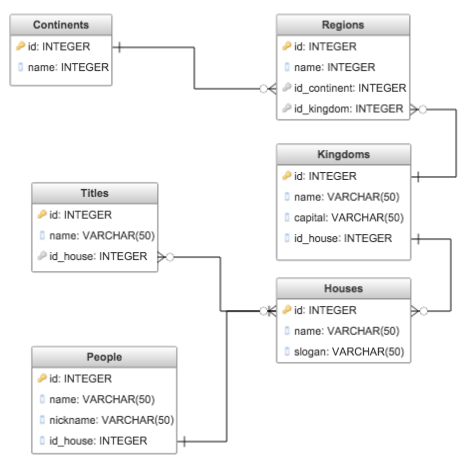 Continents
id: INTEGER
name: INTEGER
Regions
id: INTEGER
name: INTEGER
id_continent: INTEGER
id_kingdom: INTEGER
Kingdoms
id: INTEGER
name: VARCHAR(50)
capital: VARCHAR(50)
id_house: INTEGER
Titles
id: INTEGER
name: VARCHAR(50)
id_house: INTEGER
Houses
id: INTEGER
name: VARCHAR(50)
slogan: VARCHAR(50)
People
id: INTEGER
name: VARCHAR(50)
nickname: VARCHAR(50)
id_house: INTEGER